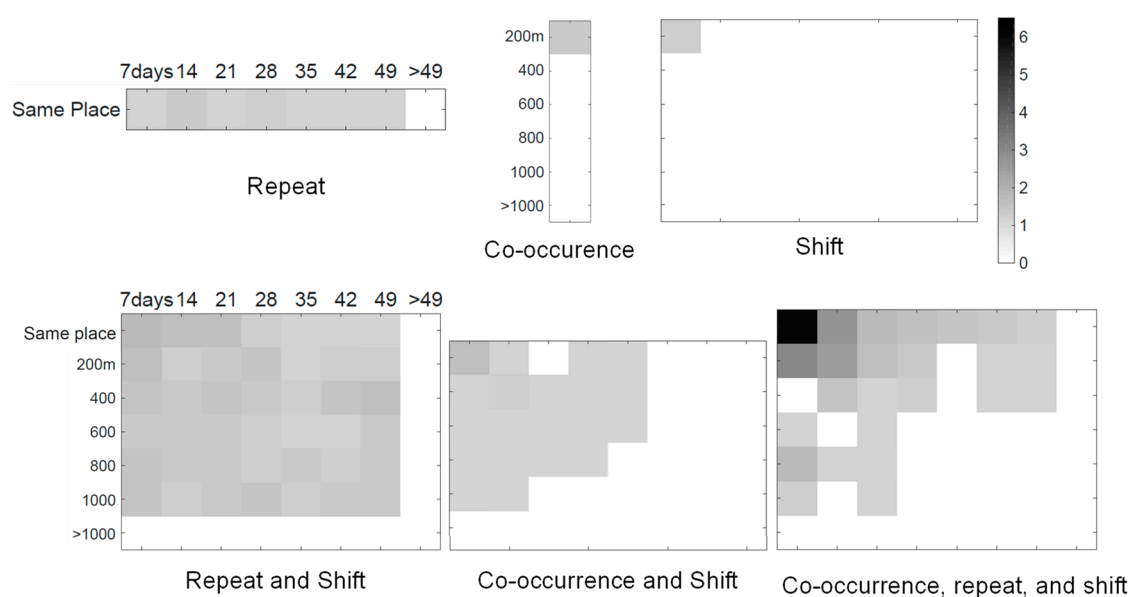 7days 14 21 28 35 42 49 >49
Same Place
Repeat
200m
400
600
800
1000
>1000
Co-occurence
Shift
6
5
4
3
2
1
0
7days 14 21 28 35 42 49 >49
Same place
200m
400
600
800
1000
>1000
Repeat and Shift
Co-occurrence and Shift
Co-occurrence, repeat, and shift